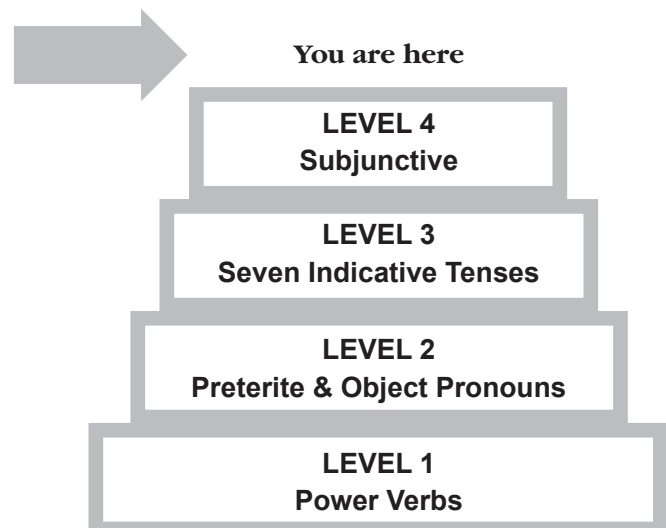 You are here
LEVEL 4
Subjunctive
LEVEL 3
Seven Indicative Tenses
LEVEL 2
Preterite & Object Pronouns
LEVEL 1
Power Verbs